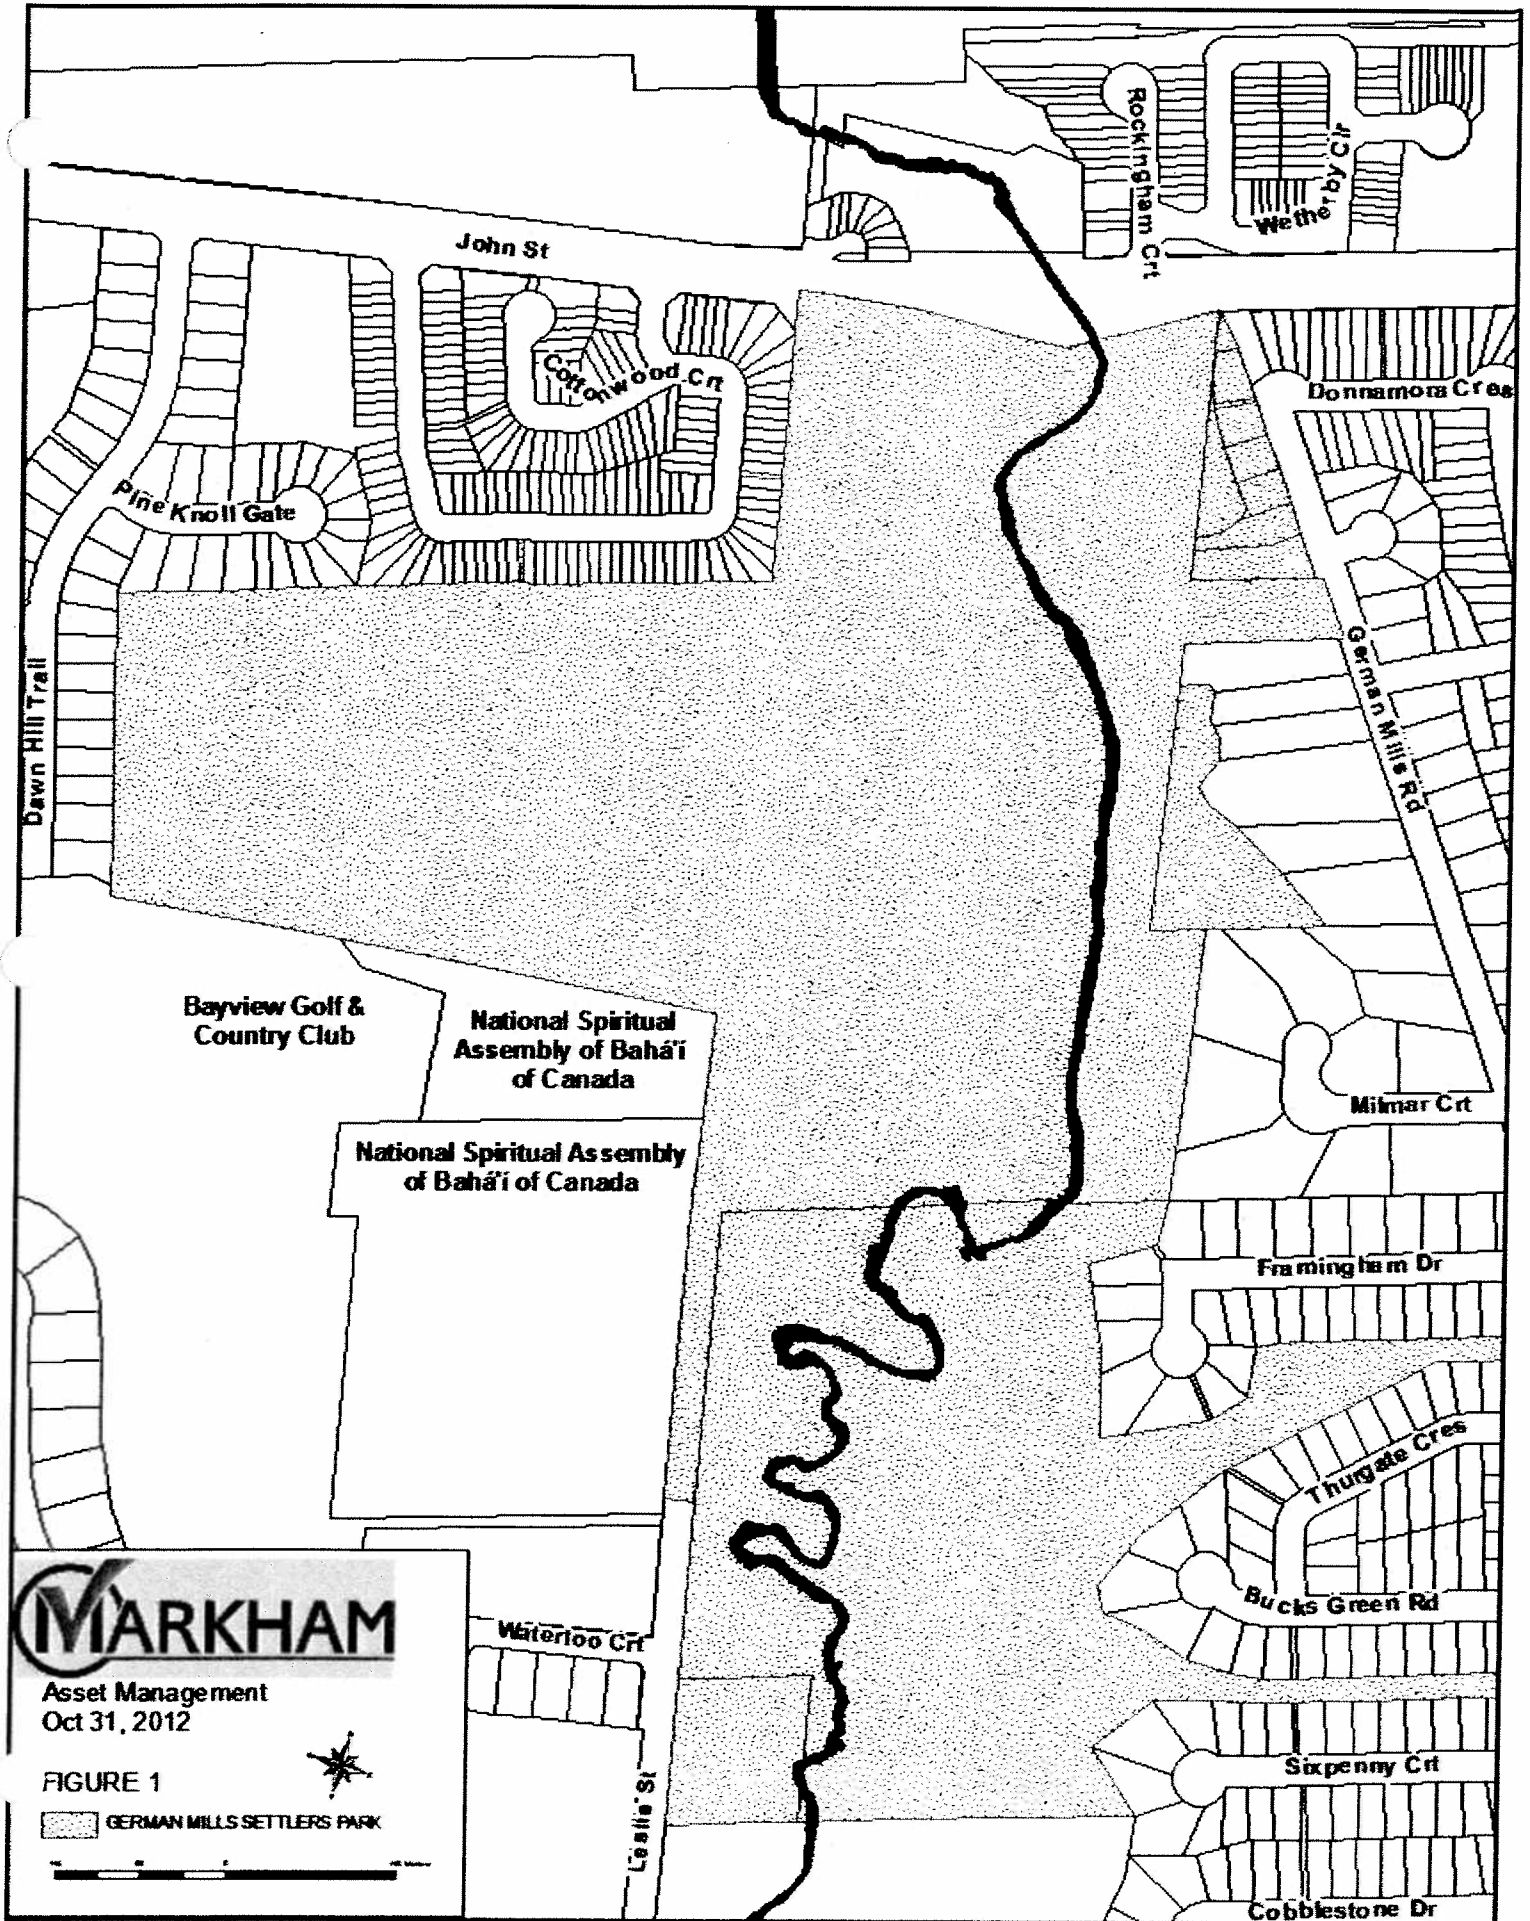 Rockingham Crt
Wetherby Cir
John St
Cottonwood Crt
Donnamora Cres
Pine Knoll Gate
German Mills Rd
Dawn Hill Trail
Bayview Golf &
Country Club
National Spiritual
Assembly of Bahá'í
of Canada
Milmar Crt
National Spiritual Assembly
of Bahá'í of Canada
Framingham Dr
Thurgate Cres
Bucks Green Rd
Waterloo Crt
MARKHAM
Asset Management
Oct 31, 2012
FIGURE 1
GERMAN MILLS SETTLERS PARK
Leslie St
Sixpenny Crt
Cobblestone Dr